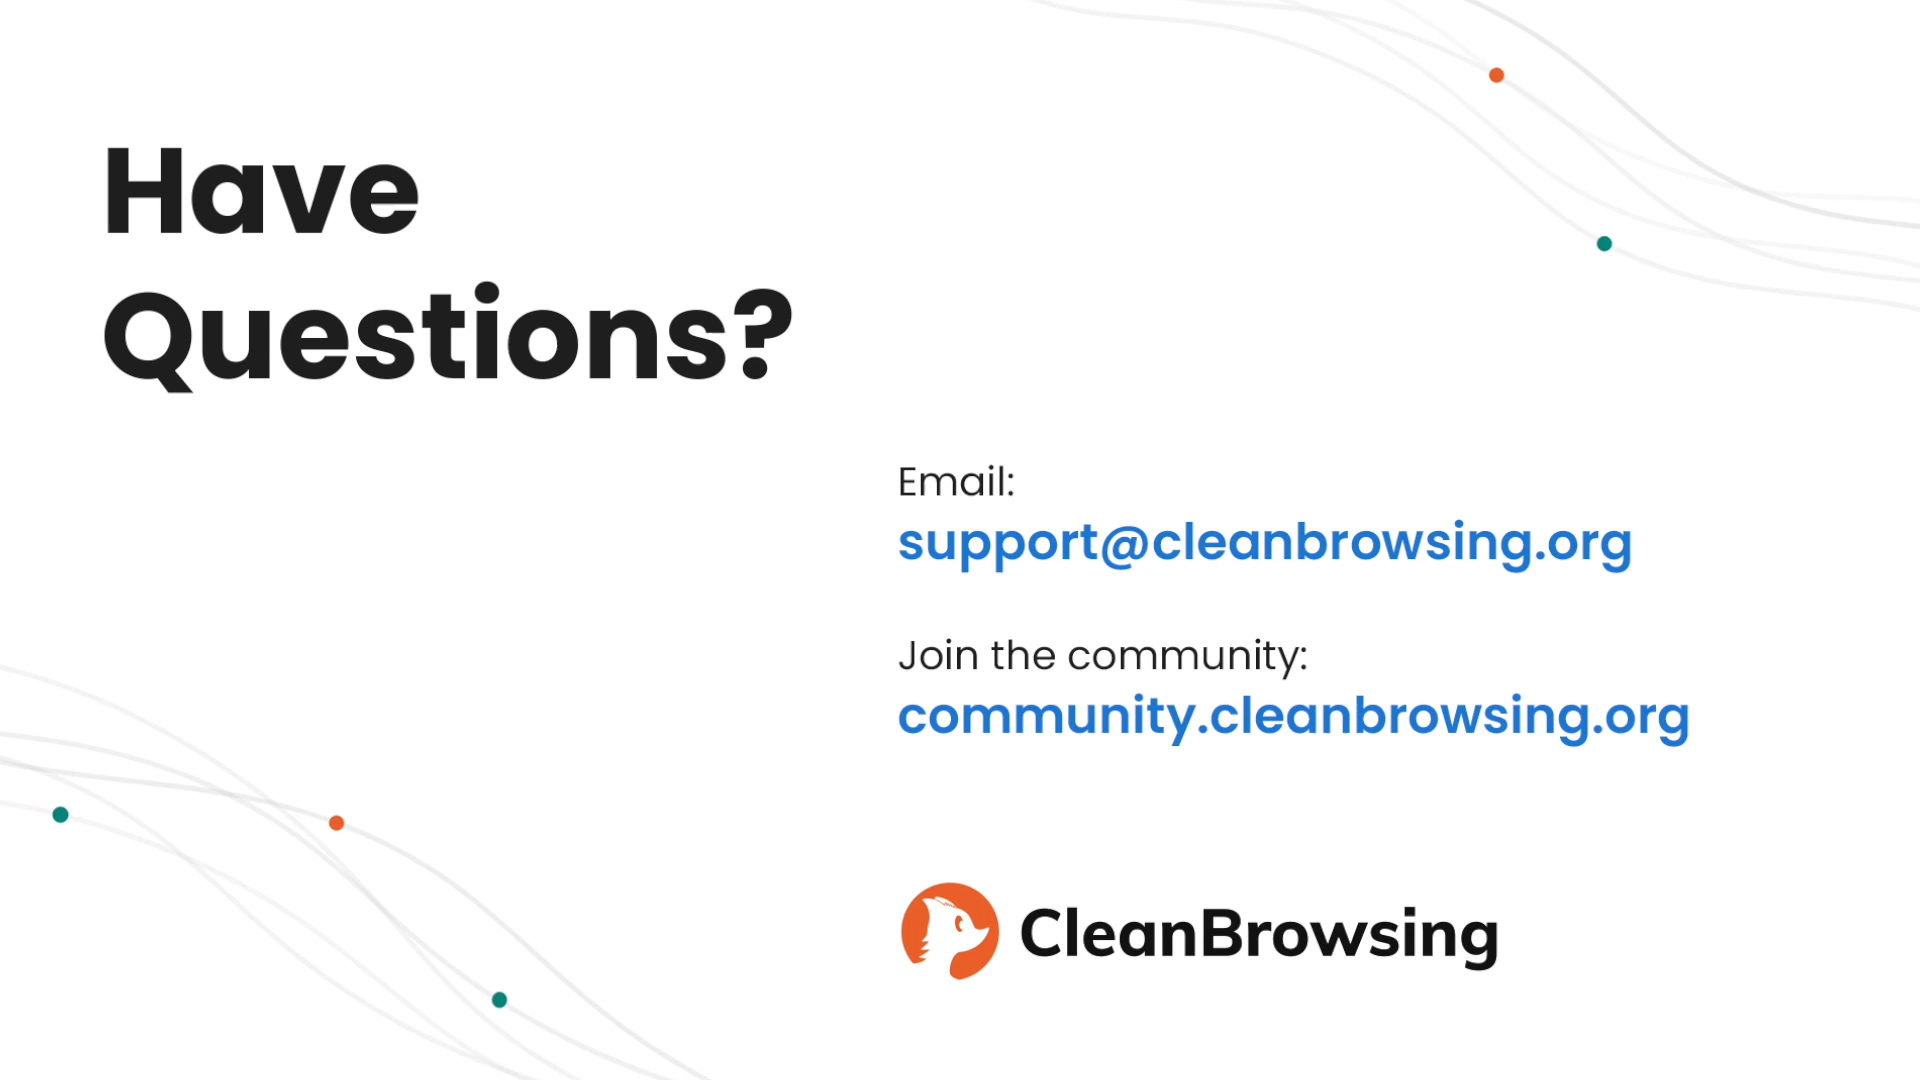 Have
Questions?
Email:
support@cleanbrowsing.org
Join the community:
community.cleanbrowsing.org
CleanBrowsing